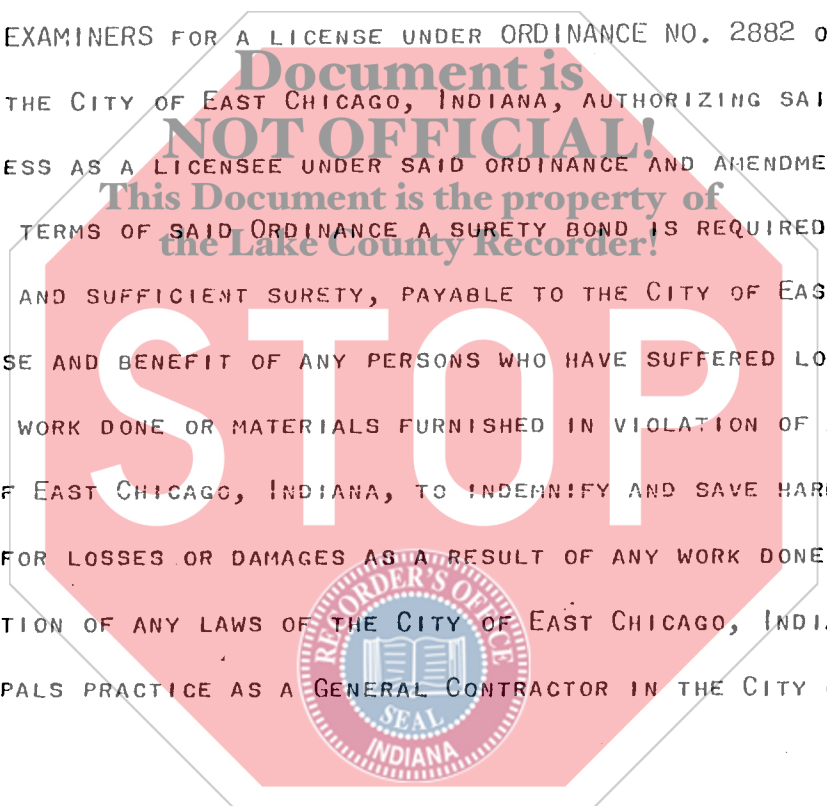 EXAMINERS FOR A LICENSE UNDER ORDINANCE NO. 2882 O
Document is
THE CITY OF EAST CHICAGO, INDIANA, AUTHORIZING SAI
NOT OFFICIAL!
ESS AS A LICENSEE UNDER SAID ORDINANCE AND AMENDME
This Document is the property of
TERMS OF SAID ORDINANCE A SURETY BOND IS REQUIRED
the Lake County Recorder!
AND SUFFICIENT SURETY, PAYABLE TO THE CITY OF EAS
SE AND BENEFIT OF ANY PERSONS WHO HAVE SUFFERED LO
STOP
WORK DONE OR MATERIALS FURNISHED IN VIOLATION OF
F EAST CHICAGO, INDIANA, TO INDEMNIFY AND SAVE HAR
FOR LOSSES OR DAMAGES AS A RESULT OF ANY WORK DONE
RECORDER'S OFFICE
TION OF ANY LAWS OF THE CITY OF EAST CHICAGO, INDI
PALS PRACTICE AS A GENERAL CONTRACTOR IN THE CITY
SEAL
INDIANA